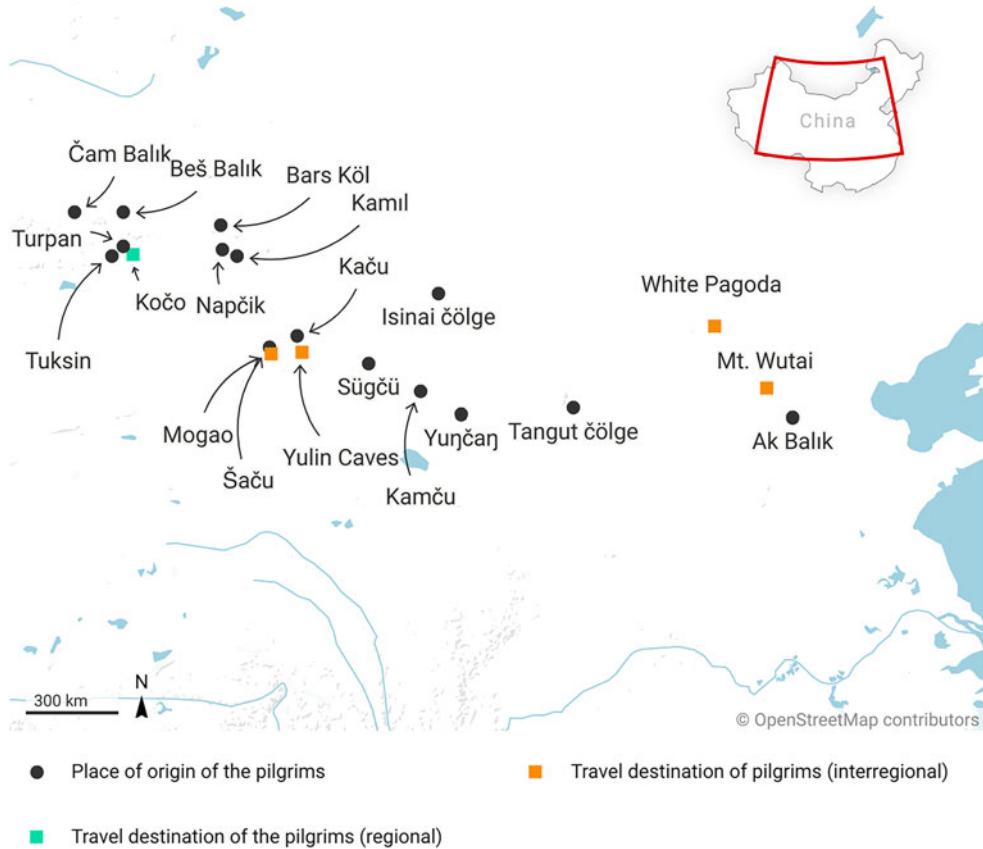 China
Čam Balık
Beš Balık
Bars Köl
Kamıl
Turpan
Kočo
Napčik
Kaču
Isinai čölge
White Pagoda
Tuksin
Mt. Wutai
Sügčü
Mogao
Yulin Caves
Yuŋčaŋ
Tangut čölge
Ak Balık
Šaču
Kamču
N
300 km
© OpenStreetMap contributors
Place of origin of the pilgrims
Travel destination of pilgrims (interregional)
Travel destination of the pilgrims (regional)